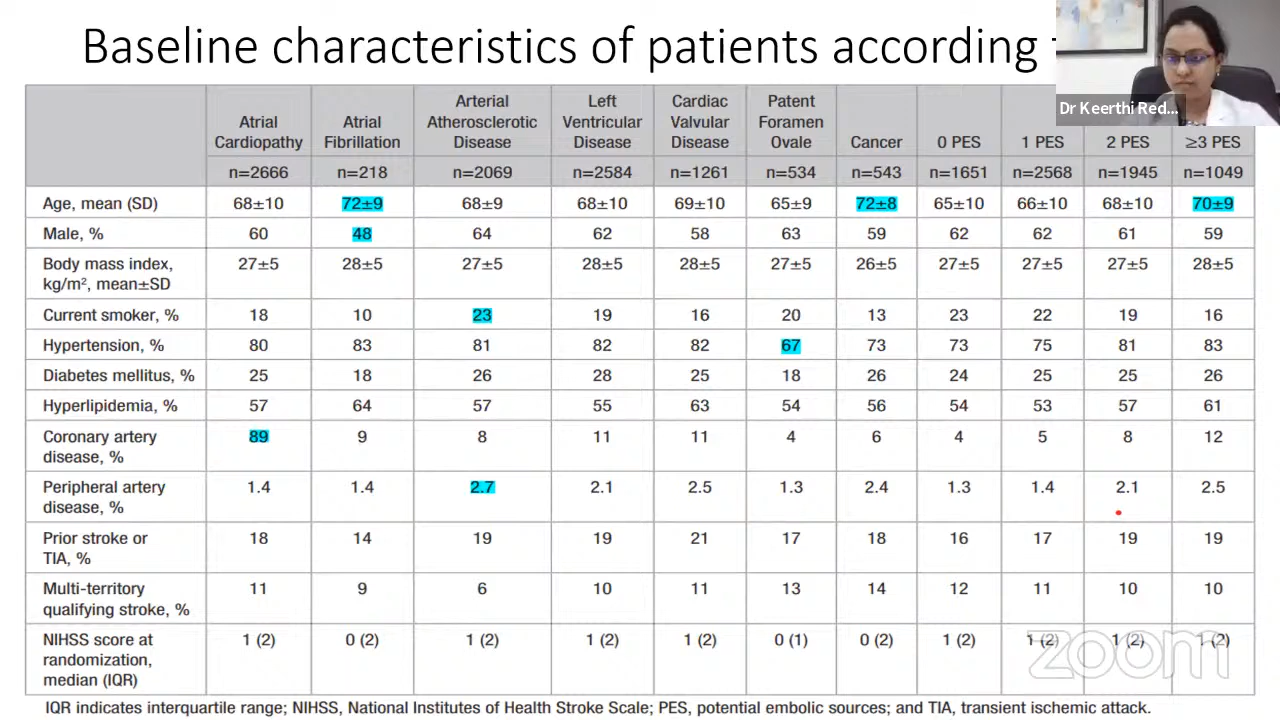 Baseline characteristics of patients according
Dr Keerthi Red...
Atrial Cardiopathy | Atrial Fibrillation | Arterial Atherosclerotic Disease | Left Ventricular Disease | Cardiac Valvular Disease | Patent Foramen Ovale | Cancer | 0 PES | 1 PES | 2 PES | ≥3 PES
n=2666 | n=218 | n=2069 | n=2584 | n=1261 | n=534 | n=543 | n=1651 | n=2568 | n=1945 | n=1049
Age, mean (SD) | 68±10 | 72±9 | 68±9 | 68±10 | 69±10 | 65±9 | 72±8 | 65±10 | 66±10 | 68±10 | 70±9
Male, % | 60 | 48 | 64 | 62 | 58 | 63 | 59 | 62 | 62 | 61 | 59
Body mass index, kg/m², mean±SD | 27±5 | 28±5 | 27±5 | 28±5 | 28±5 | 27±5 | 26±5 | 27±5 | 27±5 | 27±5 | 28±5
Current smoker, % | 18 | 10 | 23 | 19 | 16 | 20 | 13 | 23 | 22 | 19 | 16
Hypertension, % | 80 | 83 | 81 | 82 | 82 | 67 | 73 | 73 | 75 | 81 | 83
Diabetes mellitus, % | 25 | 18 | 26 | 28 | 25 | 18 | 26 | 24 | 25 | 25 | 26
Hyperlipidemia, % | 57 | 64 | 57 | 55 | 63 | 54 | 56 | 54 | 53 | 57 | 61
Coronary artery disease, % | 89 | 9 | 8 | 11 | 11 | 4 | 6 | 4 | 5 | 8 | 12
Peripheral artery disease, % | 1.4 | 1.4 | 2.7 | 2.1 | 2.5 | 1.3 | 2.4 | 1.3 | 1.4 | 2.1 | 2.5
Prior stroke or TIA, % | 18 | 14 | 19 | 19 | 21 | 17 | 18 | 16 | 17 | 19 | 19
Multi-territory qualifying stroke, % | 11 | 9 | 6 | 10 | 11 | 13 | 14 | 12 | 11 | 10 | 10
NIHSS score at randomization, median (IQR) | 1 (2) | 0 (2) | 1 (2) | 1 (2) | 1 (2) | 0 (1) | 0 (2) | 1 (2) | 1 (2) | 1 (2) | 1 (2)
zoom
IQR indicates interquartile range; NIHSS, National Institutes of Health Stroke Scale; PES, potential embolic sources; and TIA, transient ischemic attack.